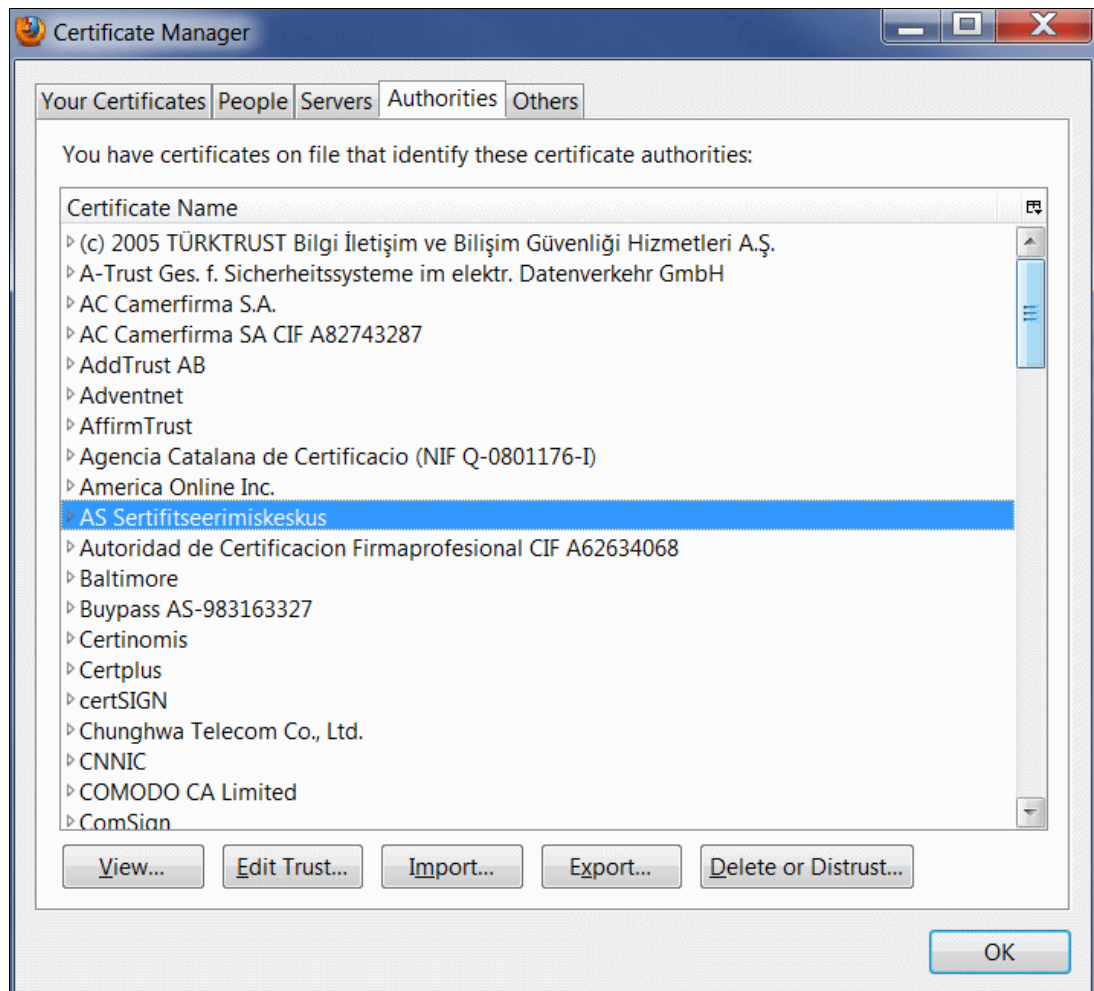 Certificate Manager
Your Certificates People Servers Authorities Others
You have certificates on file that identify these certificate authorities:
Certificate Name
(c) 2005 TÜRKTRUST Bilgi İletişim ve Bilişim Güvenliği Hizmetleri A.Ş.
A-Trust Ges. f. Sicherheitssysteme im elektr. Datenverkehr GmbH
AC Camerfirma S.A.
AC Camerfirma SA CIF A82743287
AddTrust AB
Adventnet
AffirmTrust
Agencia Catalana de Certificacio (NIF Q-0801176-I)
America Online Inc.
AS Sertifitseerimiskeskus
Autoridad de Certificacion Firmaprofesional CIF A62634068
Baltimore
Buypass AS-983163327
Certinomis
Certplus
certSIGN
Chunghwa Telecom Co., Ltd.
CNNIC
COMODO CA Limited
ComSign
View... Edit Trust... Import... Export... Delete or Distrust...
OK